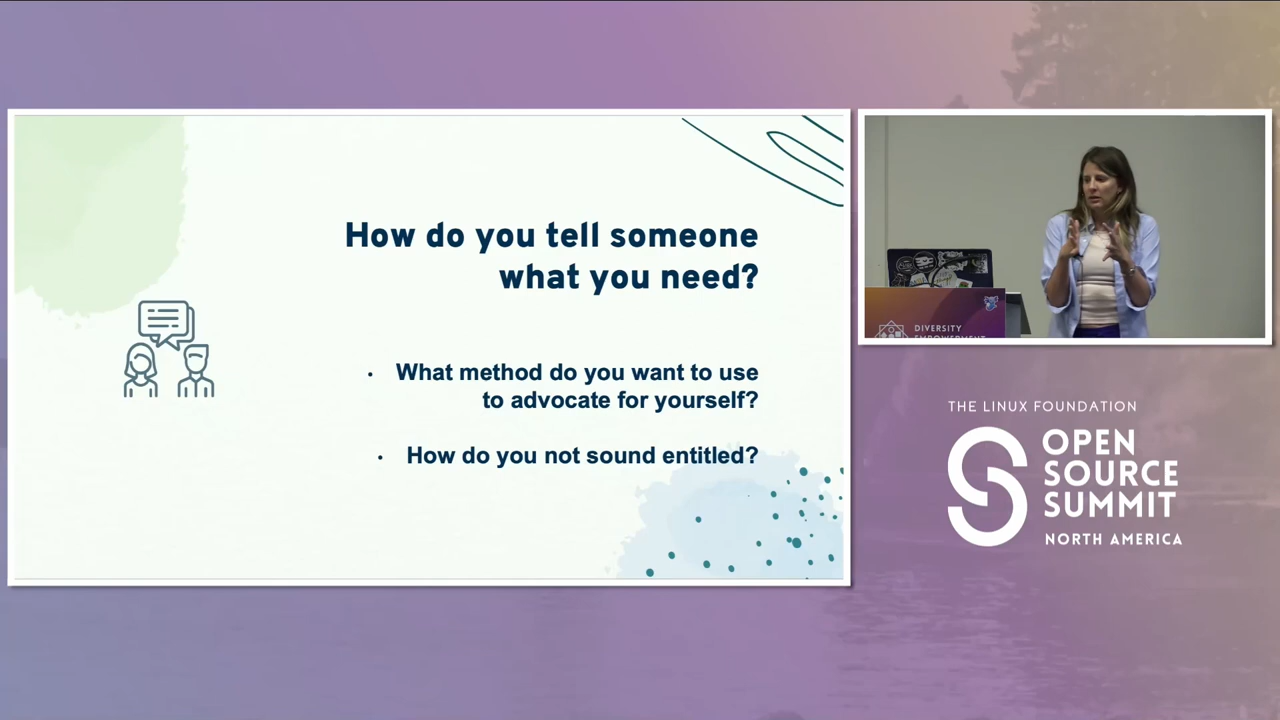 How do you tell someone
what you need?
• What method do you want to use
to advocate for yourself?
• How do you not sound entitled?
DIVERSITY
EMPOWERMENT
THE LINUX FOUNDATION
OPEN
SOURCE
SUMMIT
NORTH AMERICA